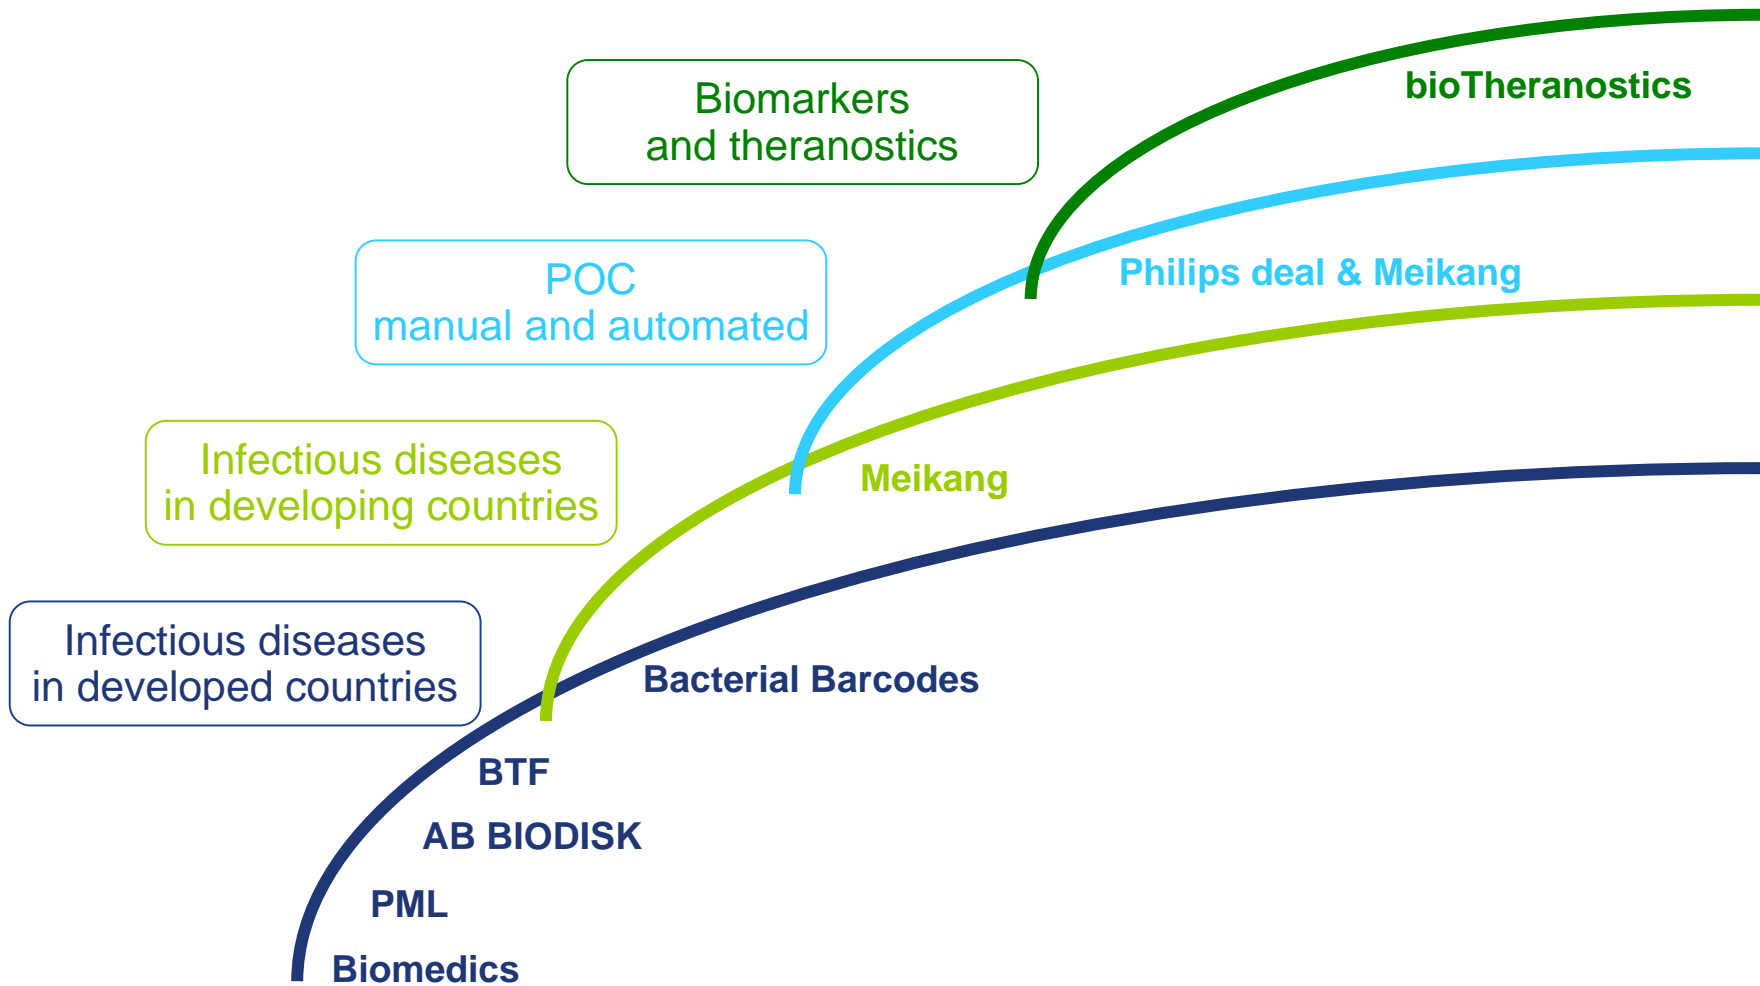 bioTheranostics
Biomarkers
and theranostics
Philips deal & Meikang
POC
manual and automated
Infectious diseases
in developing countries
Meikang
Infectious diseases
in developed countries
Bacterial Barcodes
BTF
AB BIODISK
PML
Biomedics